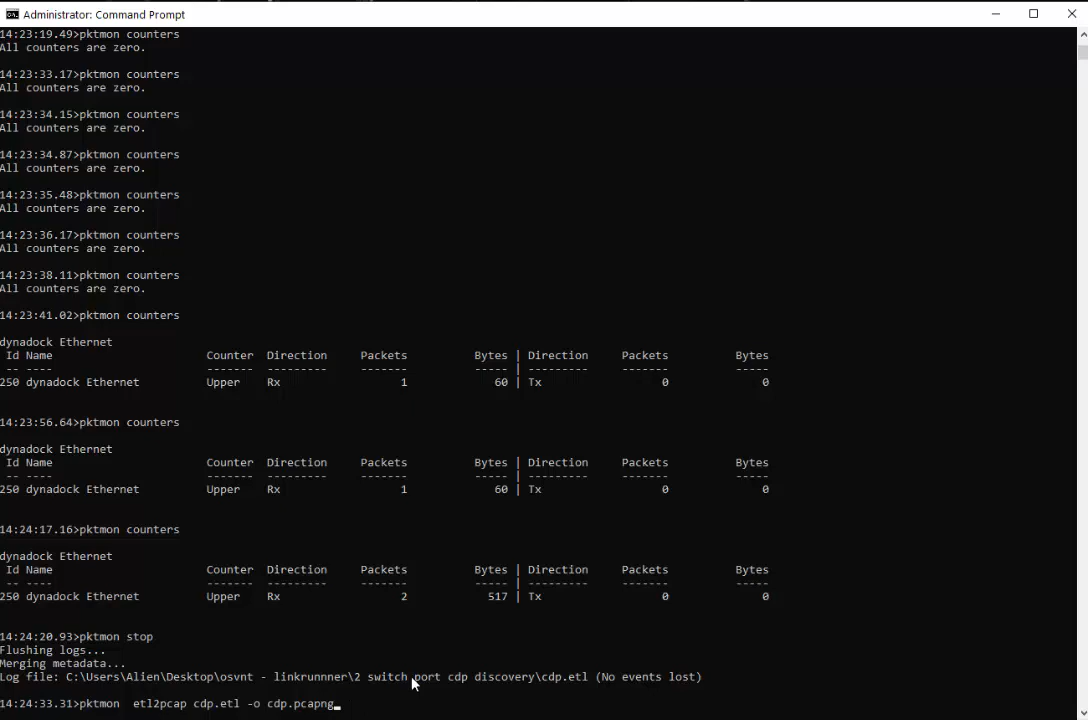 Administrator: Command Prompt
14:23:19.49>pktmon counters
All counters are zero.
14:23:33.17>pktmon counters
All counters are zero.
14:23:34.15>pktmon counters
All counters are zero.
14:23:34.87>pktmon counters
All counters are zero.
14:23:35.48>pktmon counters
All counters are zero.
14:23:36.17>pktmon counters
All counters are zero.
14:23:38.11>pktmon counters
All counters are zero.
14:23:41.02>pktmon counters
dynadock Ethernet
Id Name Counter Direction Packets Bytes | Direction Packets Bytes
-- ---- ------- --------- ------- ----- | --------- ------- -----
250 dynadock Ethernet Upper Rx 1 60 | Tx 0 0
14:23:56.64>pktmon counters
dynadock Ethernet
Id Name Counter Direction Packets Bytes | Direction Packets Bytes
-- ---- ------- --------- ------- ----- | --------- ------- -----
250 dynadock Ethernet Upper Rx 1 60 | Tx 0 0
14:24:17.16>pktmon counters
dynadock Ethernet
Id Name Counter Direction Packets Bytes | Direction Packets Bytes
-- ---- ------- --------- ------- ----- | --------- ------- -----
250 dynadock Ethernet Upper Rx 2 517 | Tx 0 0
14:24:20.93>pktmon stop
Flushing logs...
Merging metadata...
Log file: C:\Users\Alien\Desktop\osvnt - linkrunnner\2 switch port cdp discovery\cdp.etl (No events lost)
14:24:33.31>pktmon  etl2pcap cdp.etl -o cdp.pcapng